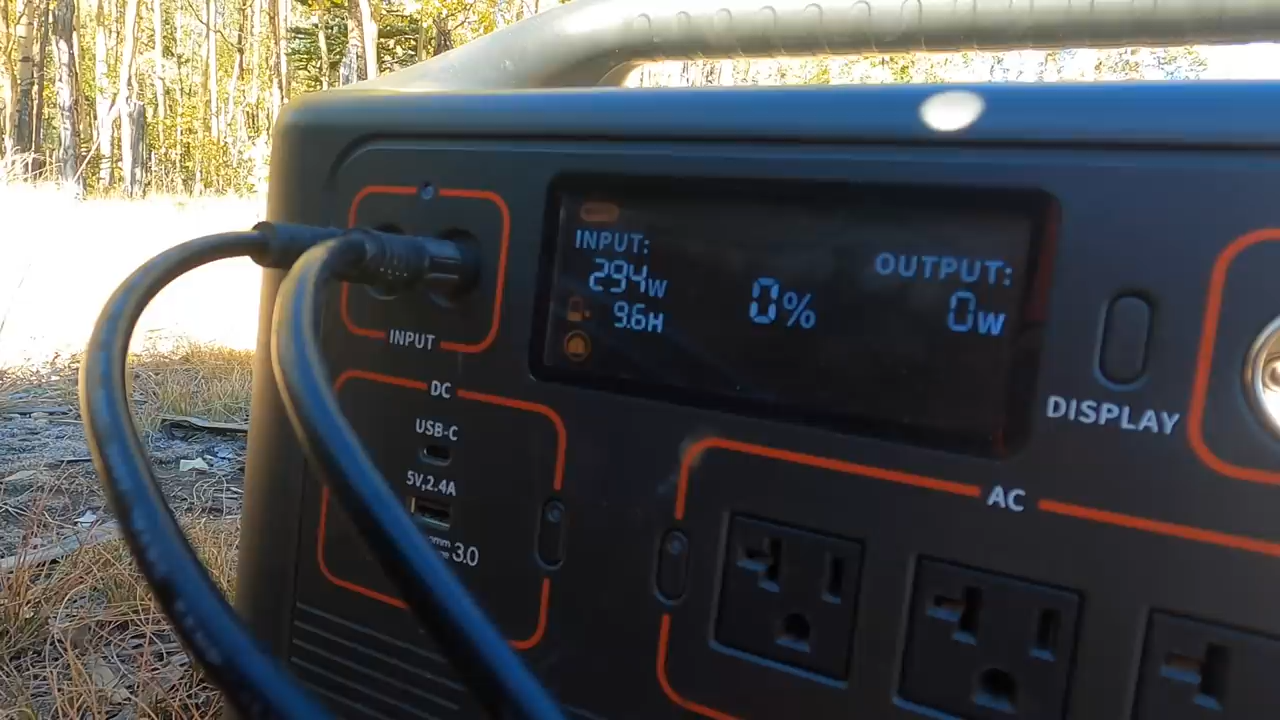 INPUT:
294W
9.6H
0%
OUTPUT:
0W
DISPLAY
INPUT
DC
USB-C
5V,2.4A
3.0
AC